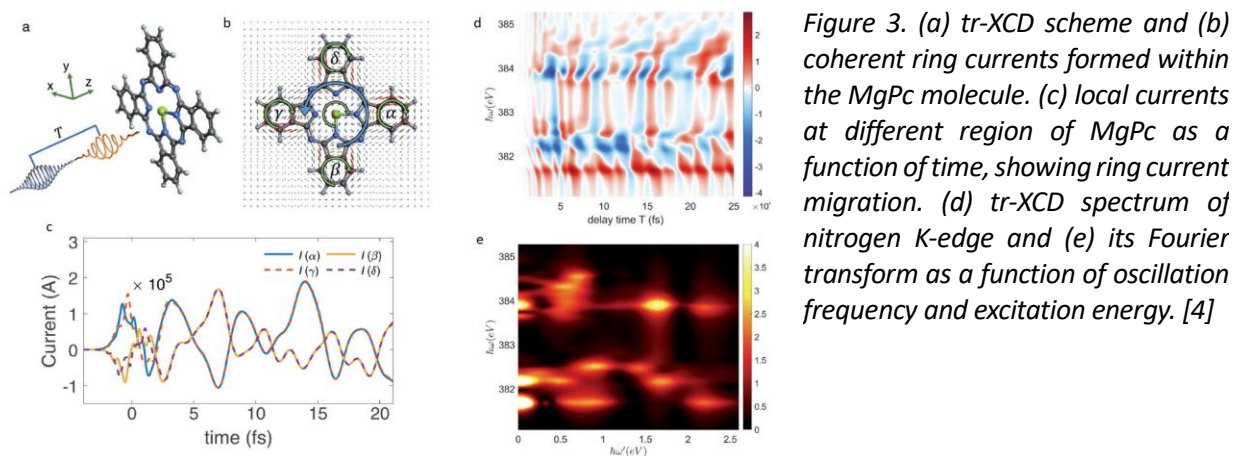 a
y
x
z
T
b
δ
γ
α
β
c
3
2
1
0
-1
Current (A)
× 10⁵
I (α) I (β)
I (γ) I (δ)
0 5 10 15 20
time (fs)
d
385
384
383
382
ħω(eV)
5 10 15 20 25
delay time T (fs)
2
1
0
-1
-2
-3
-4
e
385
384
383
382
ħω(eV)
0 0.5 1 1.5 2 2.5
ħω'(eV)
4
3.5
3
2.5
2
1.5
1
0.5
0
Figure 3. (a) tr-XCD scheme and (b)
coherent ring currents formed within
the MgPc molecule. (c) local currents
at different region of MgPc as a
function of time, showing ring current
migration. (d) tr-XCD spectrum of
nitrogen K-edge and (e) its Fourier
transform as a function of oscillation
frequency and excitation energy. [4]